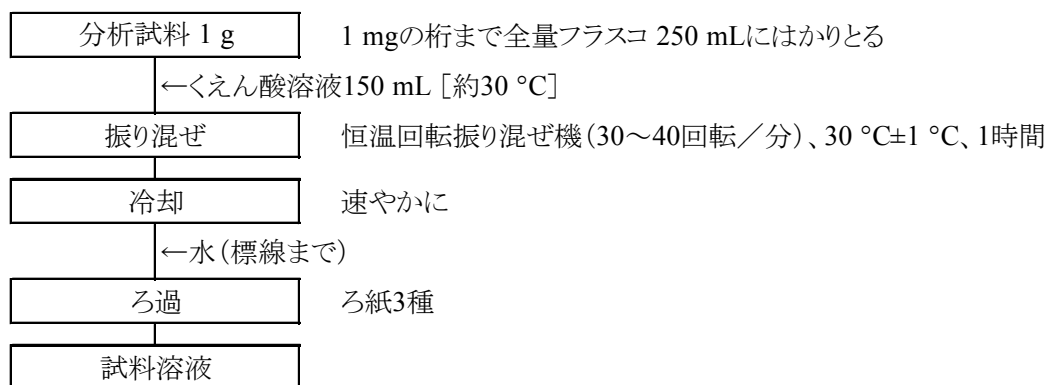 分析試料 1 g 1 mgの桁まで全量フラスコ 250 mLにはかりとる
←くえん酸溶液150 mL [約30 °C]
振り混ぜ 恒温回転振り混ぜ機(30~40回転/分)、30 °C±1 °C、1時間
冷却 速やかに
←水(標線まで)
ろ過 ろ紙3種
試料溶液